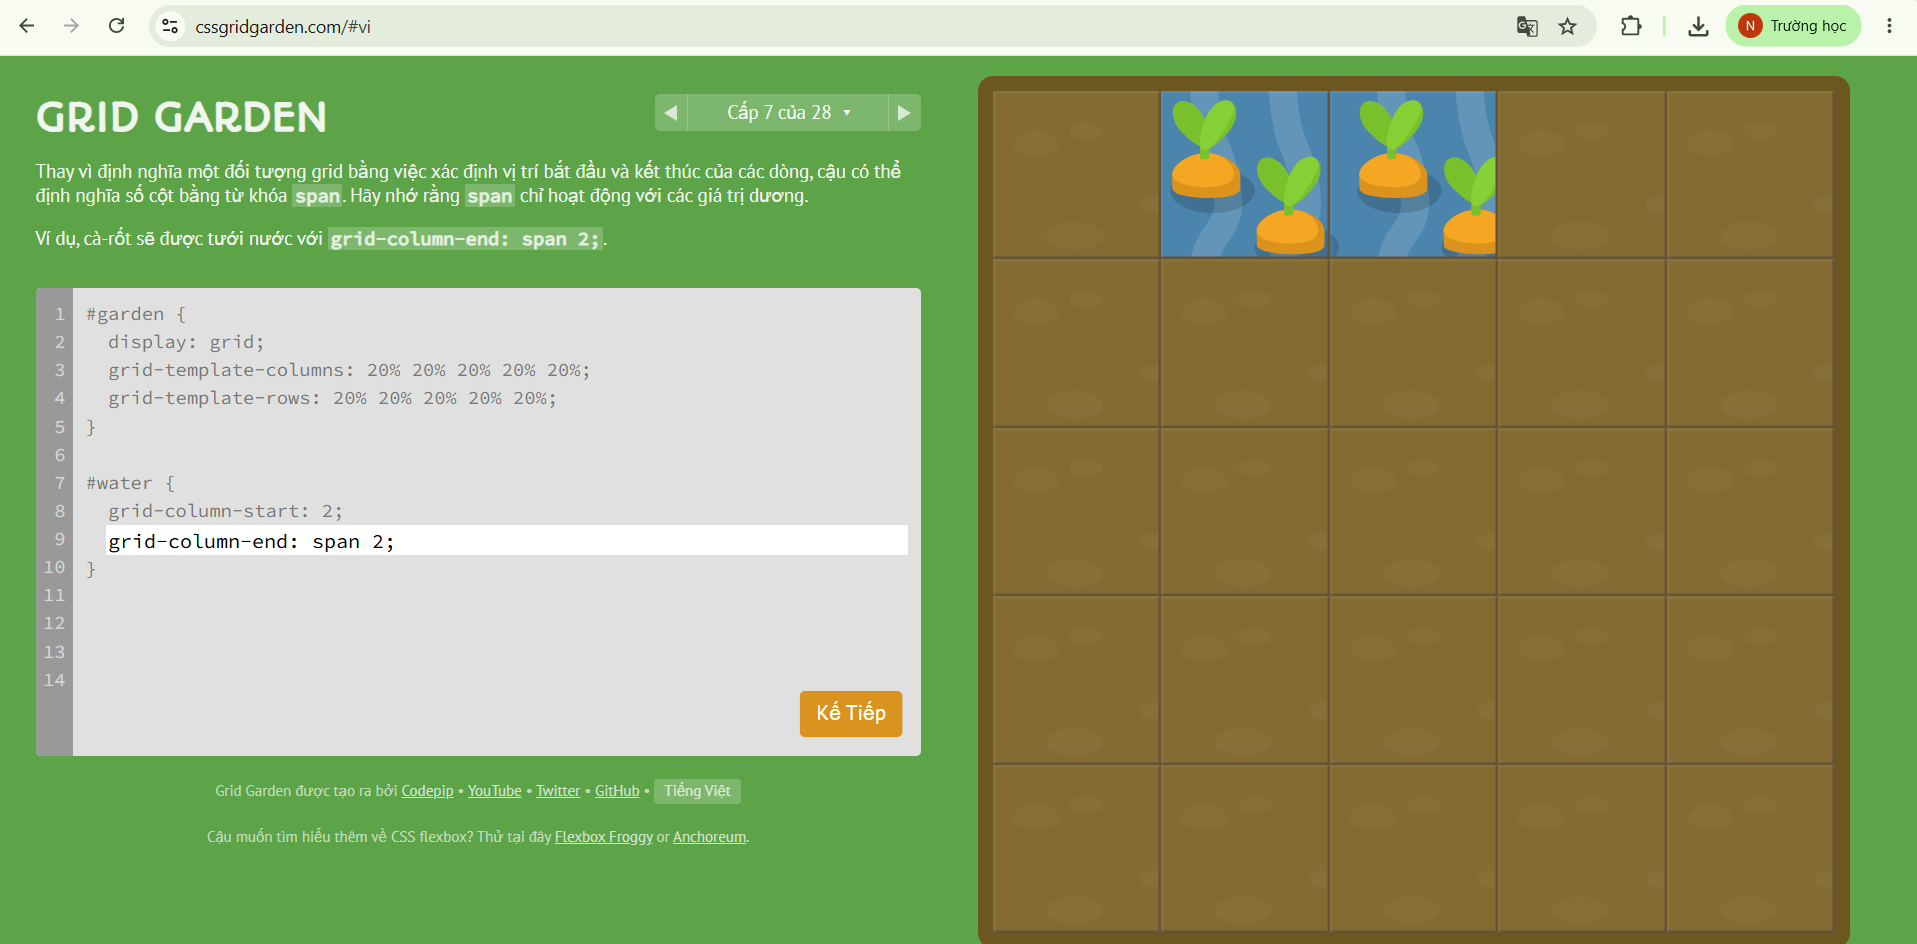 cssgridgarden.com/#vi
N Trường học
GRID GARDEN
◀ Cấp 7 của 28 ▼ ▶
Thay vì định nghĩa một đối tượng grid bằng việc xác định vị trí bắt đầu và kết thúc của các dòng, cậu có thể
định nghĩa số cột bằng từ khóa span. Hãy nhớ rằng span chỉ hoạt động với các giá trị dương.
Ví dụ, cà-rốt sẽ được tưới nước với grid-column-end: span 2;.
1 #garden {
2 display: grid;
3 grid-template-columns: 20% 20% 20% 20% 20%;
4 grid-template-rows: 20% 20% 20% 20% 20%;
5 }
6
7 #water {
8 grid-column-start: 2;
9 grid-column-end: span 2;
10 }
11
12
13
14
Kế Tiếp
Grid Garden được tạo ra bởi Codepip • YouTube • Twitter • GitHub • Tiếng Việt
Cậu muốn tìm hiểu thêm về CSS flexbox? Thử tại đây Flexbox Froggy or Anchoreum.